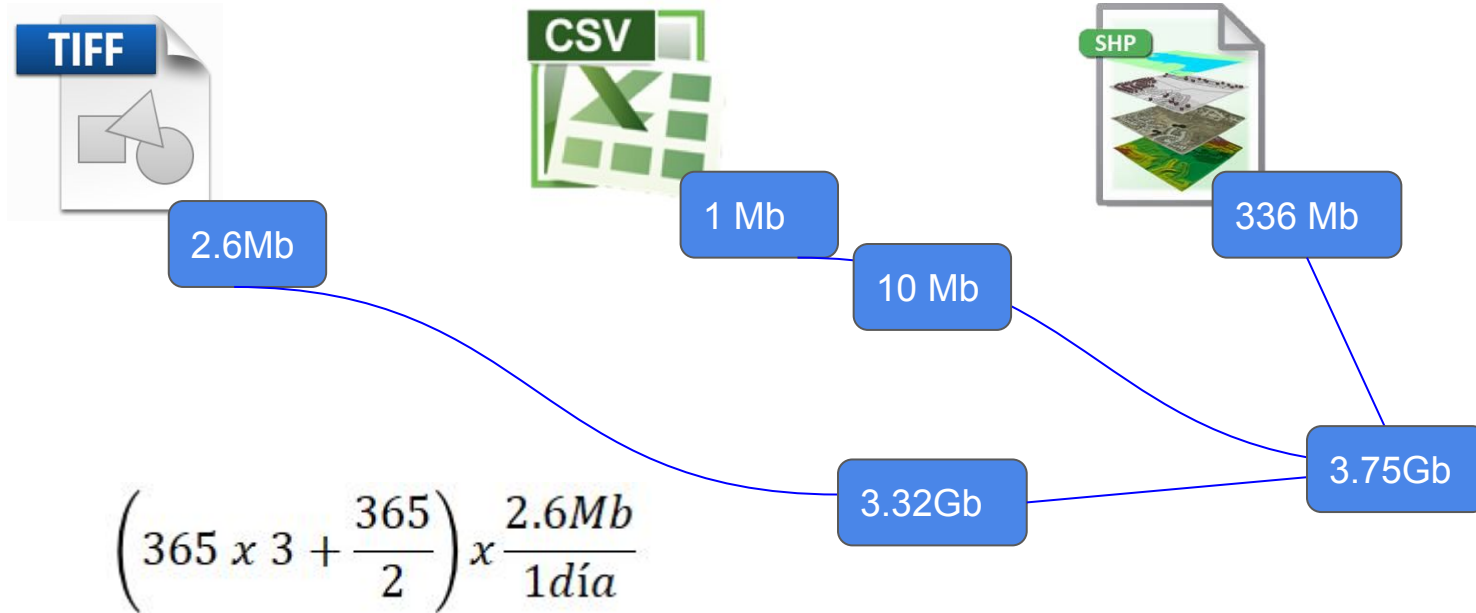 TIFF
CSV
SHP
2.6Mb
1 Mb
10 Mb
336 Mb
3.32Gb
3.75Gb
(365 x 3 + 365/2) x 2.6Mb/1día